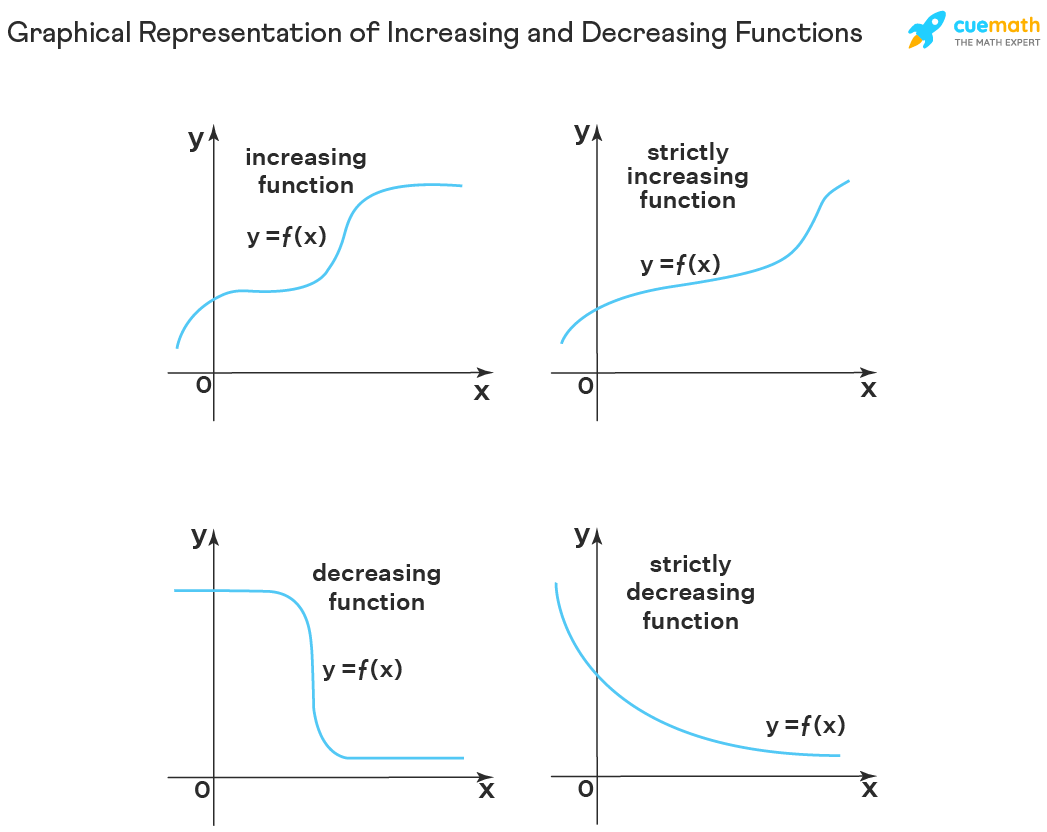 Graphical Representation of Increasing and Decreasing Functions
cuemath
THE MATH EXPERT
y
increasing
function
y =f(x)
0
x
y
strictly
increasing
function
y =f(x)
0
x
y
decreasing
function
y =f(x)
0
x
y
strictly
decreasing
function
y =f(x)
0
x